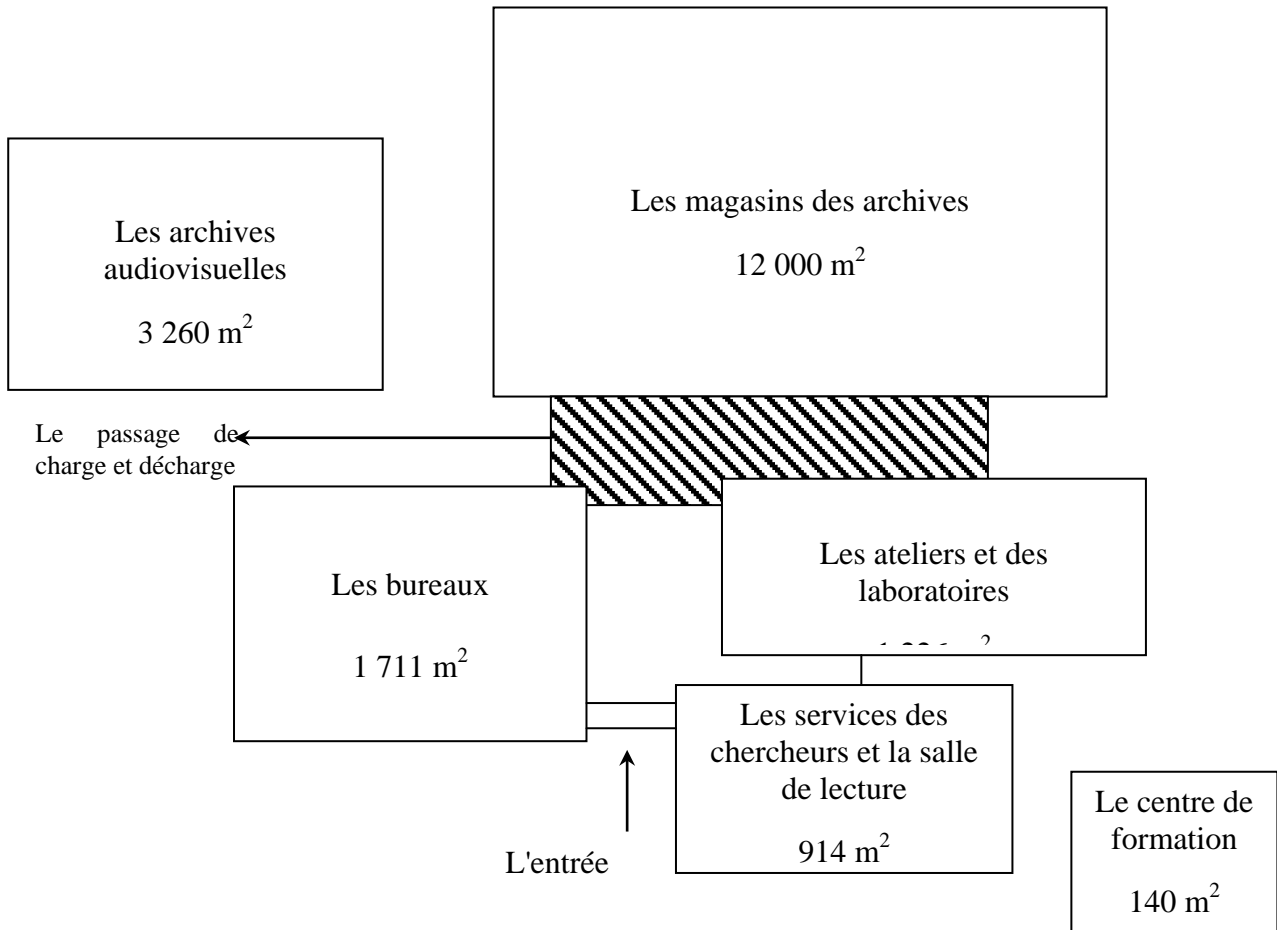 Les magasins des archives
12 000 m²
Les archives
audiovisuelles
3 260 m²
Le passage de
charge et décharge
Les bureaux
1 711 m²
Les ateliers et des
laboratoires
Les services des
chercheurs et la salle
de lecture
914 m²
L'entrée
Le centre de
formation
140 m²